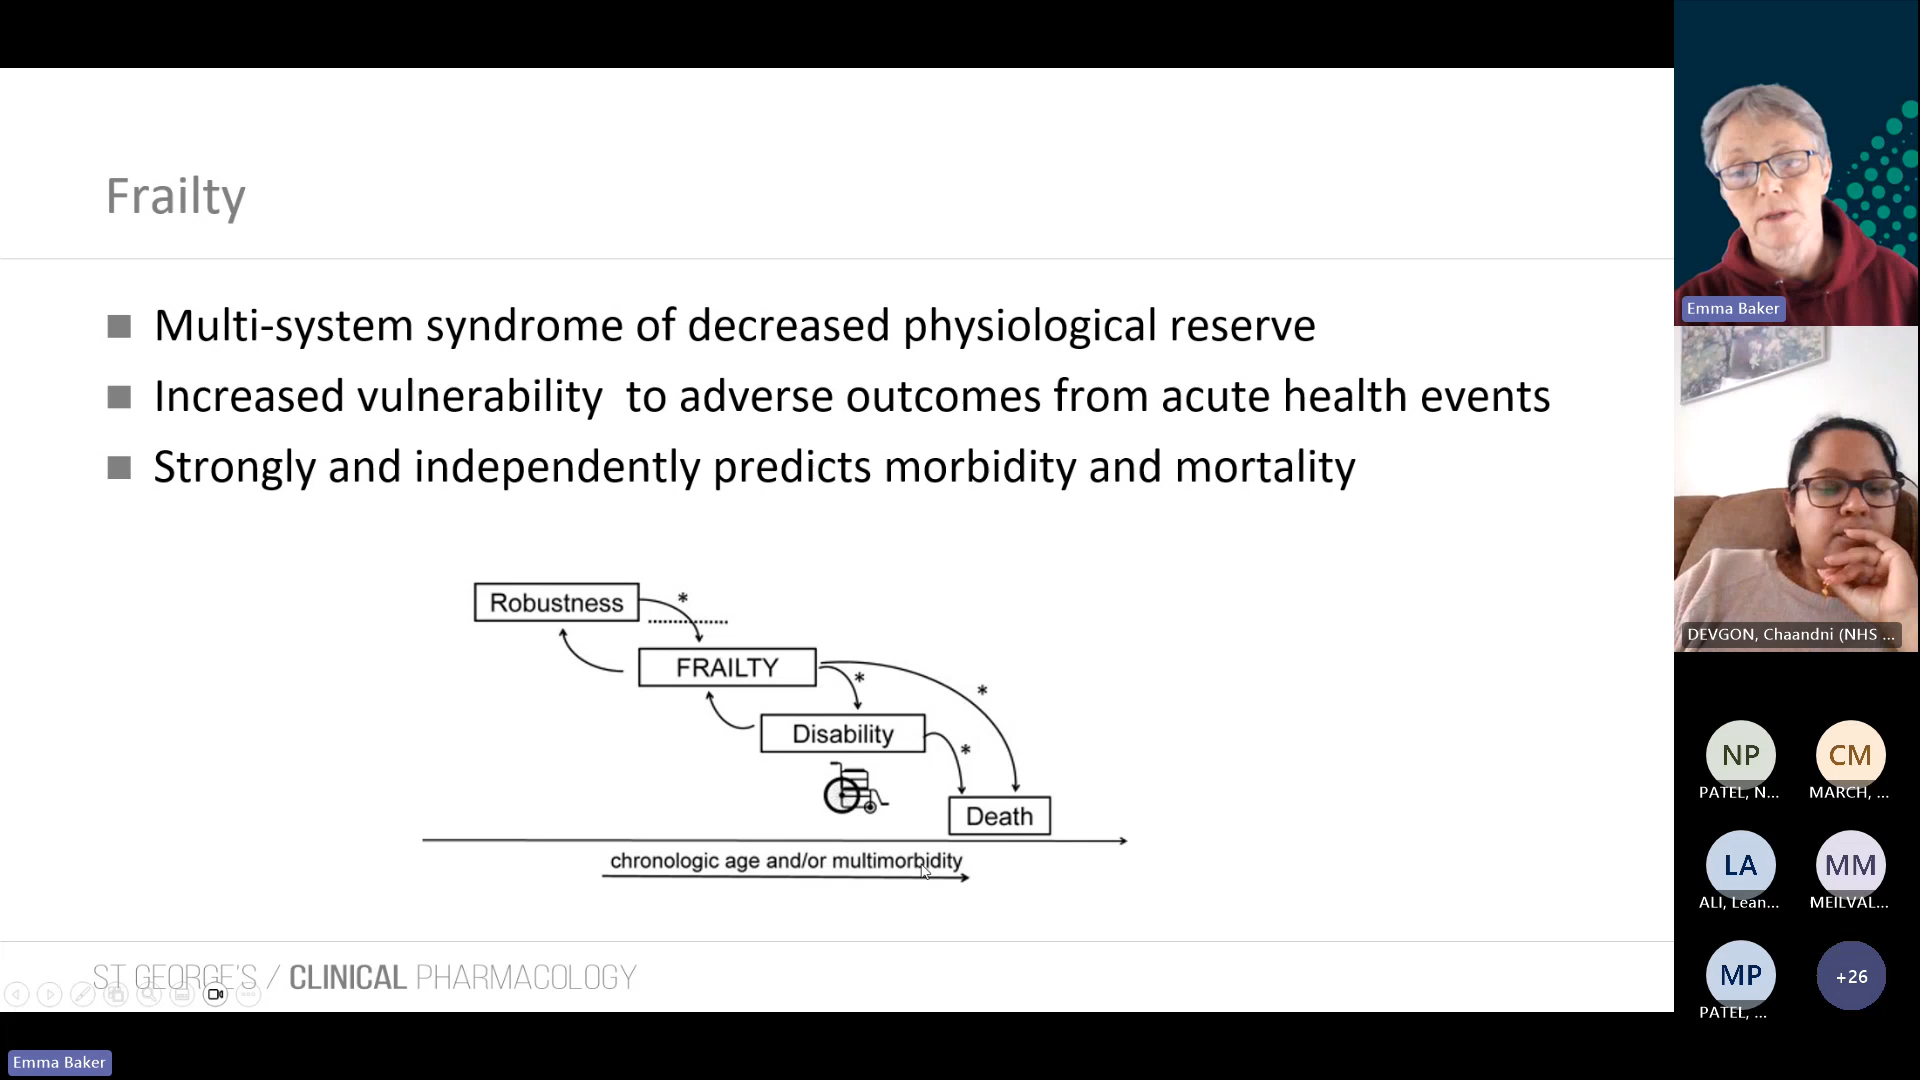 Frailty
Multi-system syndrome of decreased physiological reserve
Increased vulnerability  to adverse outcomes from acute health events
Strongly and independently predicts morbidity and mortality
Robustness
*
FRAILTY
*
*
Disability
*
Death
chronologic age and/or multimorbidity
ST GEORGE'S / CLINICAL PHARMACOLOGY
Emma Baker
Emma Baker
DEVGON, Chaandni (NHS ...
NP
PATEL, N...
CM
MARCH, ...
LA
ALI, Lean...
MM
MEILVAL...
MP
PATEL, ...
+26